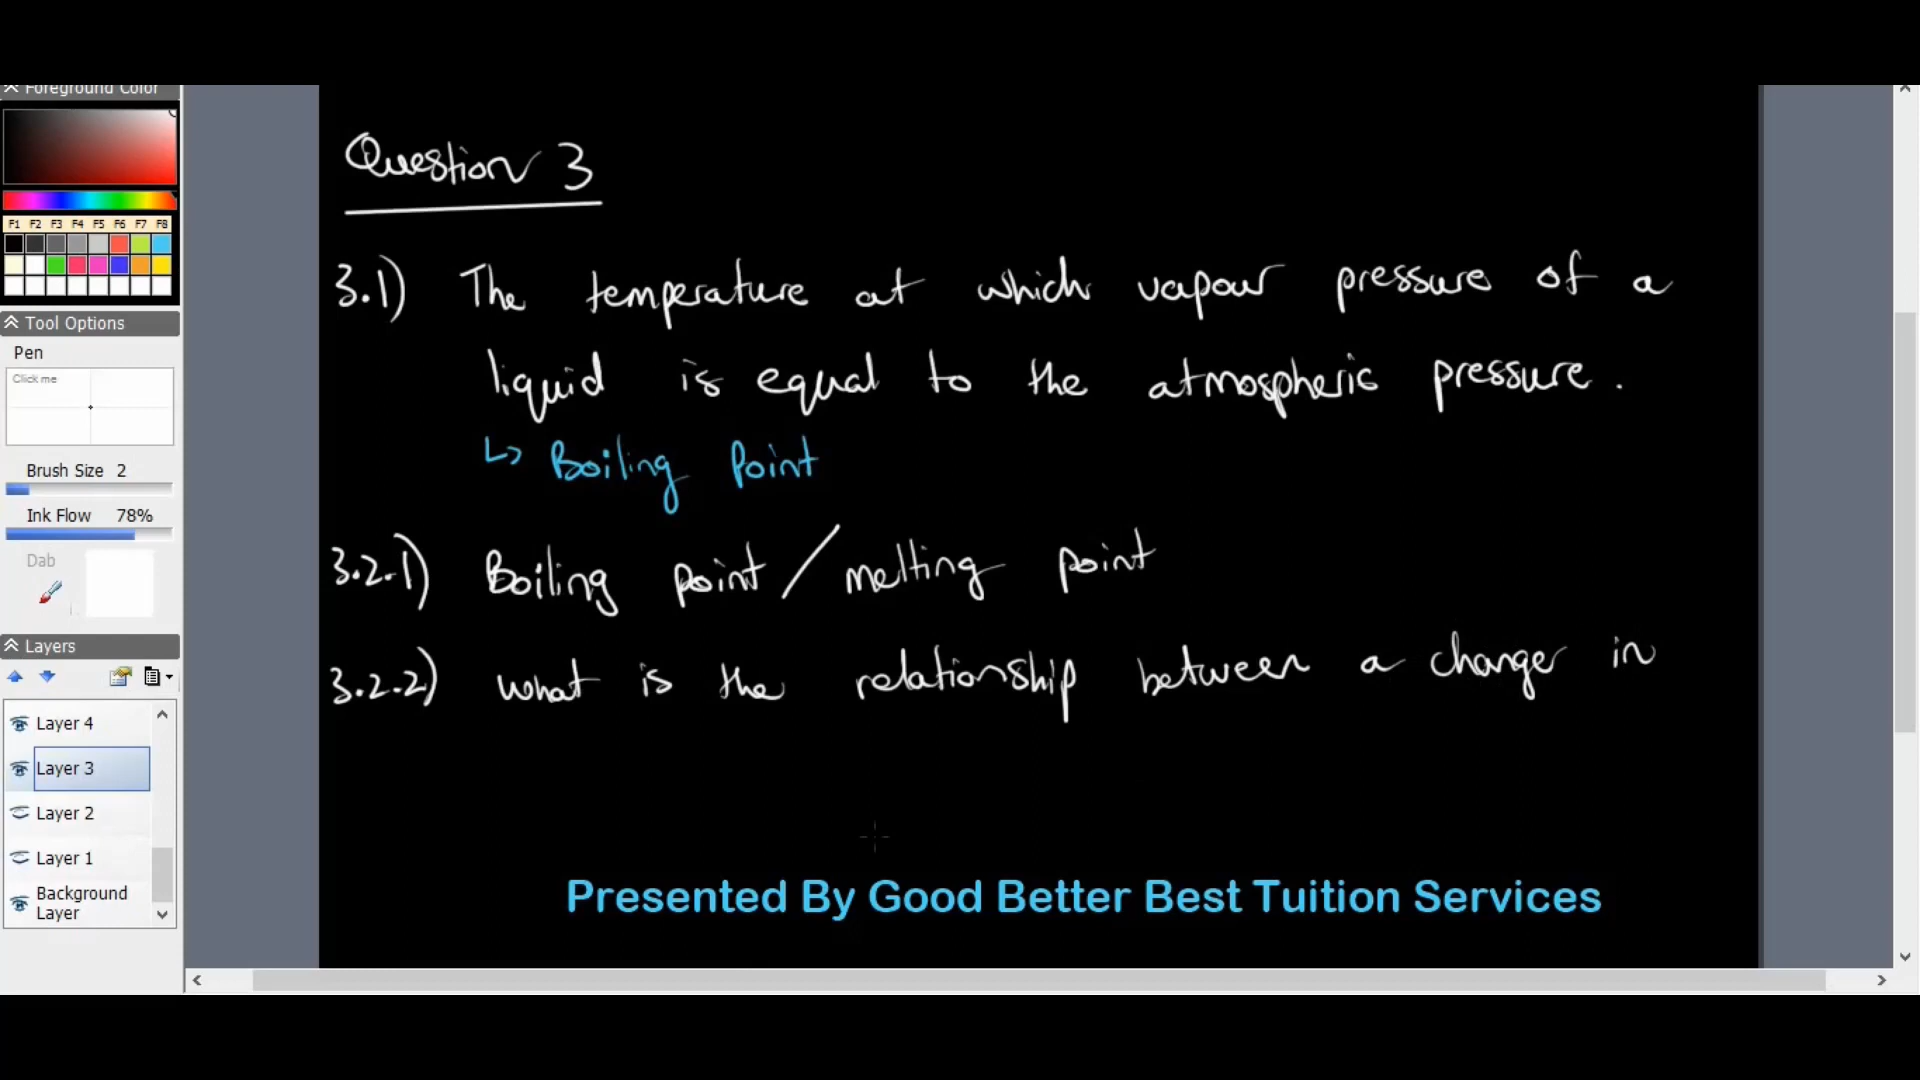 Foreground Color
F1 F2 F3 F4 F5 F6 F7 F8
Tool Options
Pen
Click me
Brush Size 2
Ink Flow 78%
Dab
Layers
Layer 4
Layer 3
Layer 2
Layer 1
Background
Layer
Question 3
3.1) The temperature at which vapour pressure of a
liquid is equal to the atmospheric pressure.
↳ Boiling Point
3.2.1) Boiling point / melting point
3.2.2) What is the relationship between a change in
Presented By Good Better Best Tuition Services